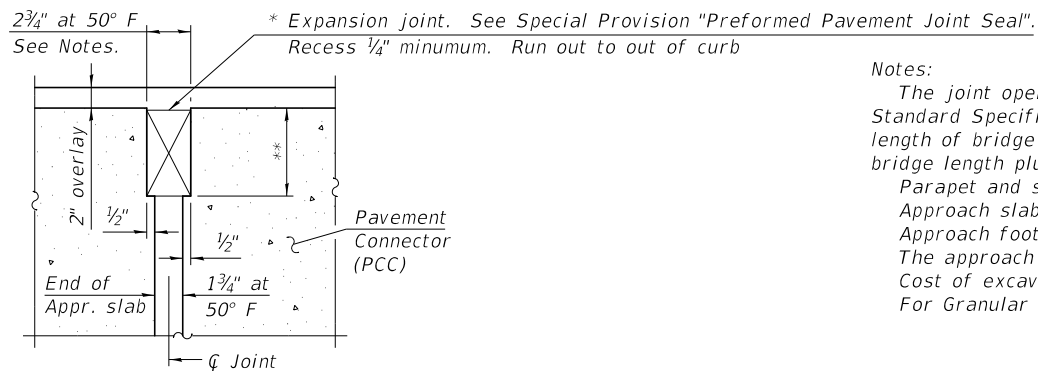 2¾" at 50° F
See Notes.
* Expansion joint. See Special Provision "Preformed Pavement Joint Seal".
Recess ¼" minumum. Run out to out of curb
2" overlay
**
½"
½"
Pavement
Connector
(PCC)
End of
Appr. slab
1¾" at
50° F
℄ Joint
Notes:
The joint oper
Standard Specifi
length of bridge
bridge length plu
Parapet and s
Approach slab
Approach foot
The approach
Cost of excav
For Granular